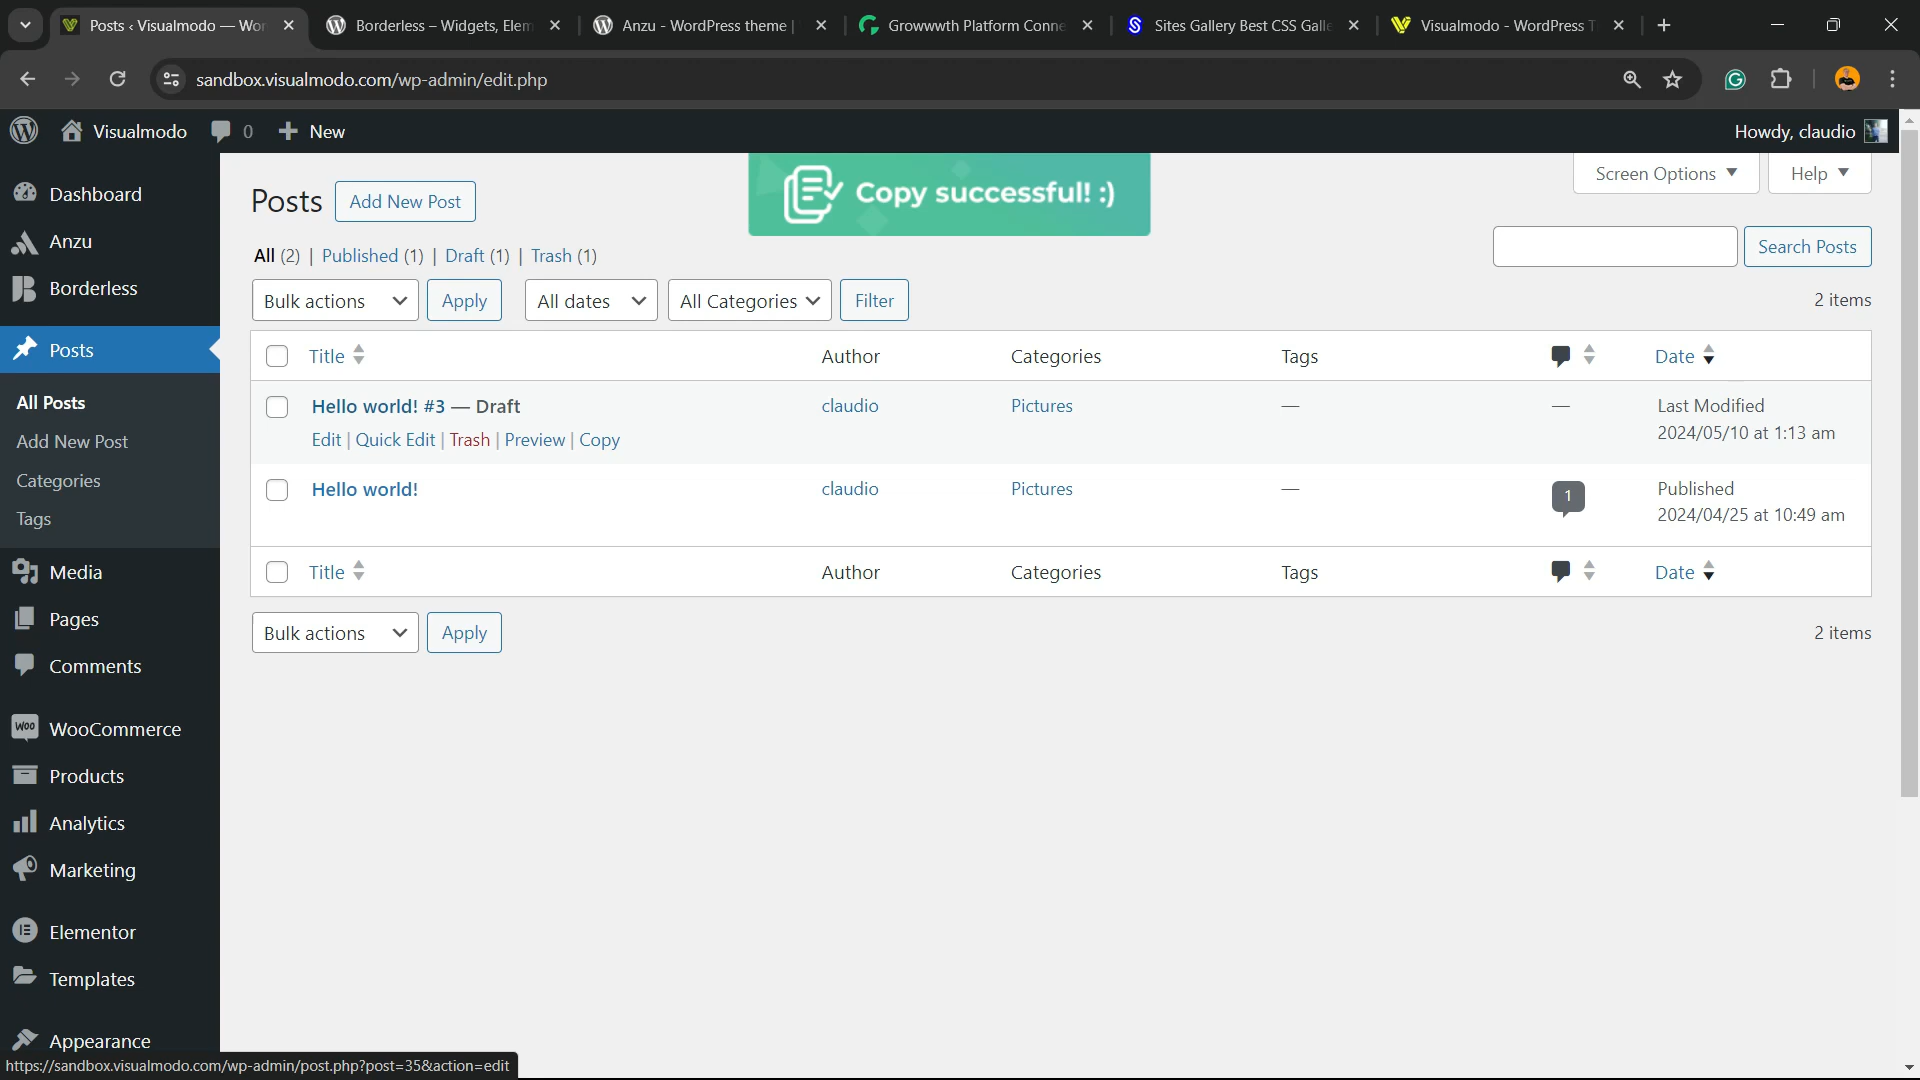 Posts ‹ Visualmodo — Wor
Borderless – Widgets, Elem
Anzu - WordPress theme |
Growwwth Platform Conne
Sites Gallery Best CSS Galle
Visualmodo - WordPress T
sandbox.visualmodo.com/wp-admin/edit.php
Visualmodo
0
New
Howdy, claudio
Dashboard
Anzu
Borderless
Posts
All Posts
Add New Post
Categories
Tags
Media
Pages
Comments
WOO
WooCommerce
Products
Analytics
Marketing
Elementor
Templates
Appearance
Posts
Add New Post
Copy successful! :)
Screen Options
Help
All (2) | Published (1) | Draft (1) | Trash (1)
Search Posts
Bulk actions
Apply
All dates
All Categories
Filter
2 items
Title
Author
Categories
Tags
Date
Hello world! #3 — Draft
claudio
Pictures
—
—
Last Modified
2024/05/10 at 1:13 am
Edit | Quick Edit | Trash | Preview | Copy
Hello world!
claudio
Pictures
—
1
Published
2024/04/25 at 10:49 am
Title
Author
Categories
Tags
Date
Bulk actions
Apply
2 items
https://sandbox.visualmodo.com/wp-admin/post.php?post=35&action=edit